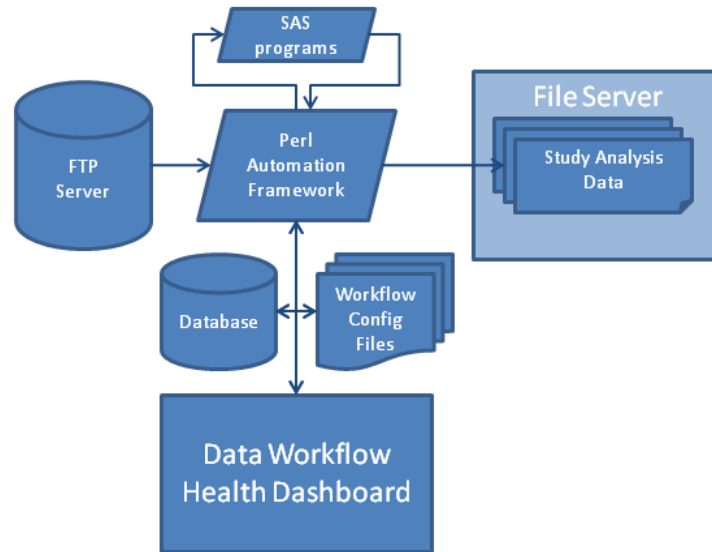 SAS
programs
File Server
FTP
Server
Perl
Automation
Framework
Study Analysis
Data
Database
Workflow
Config
Files
Data Workflow
Health Dashboard